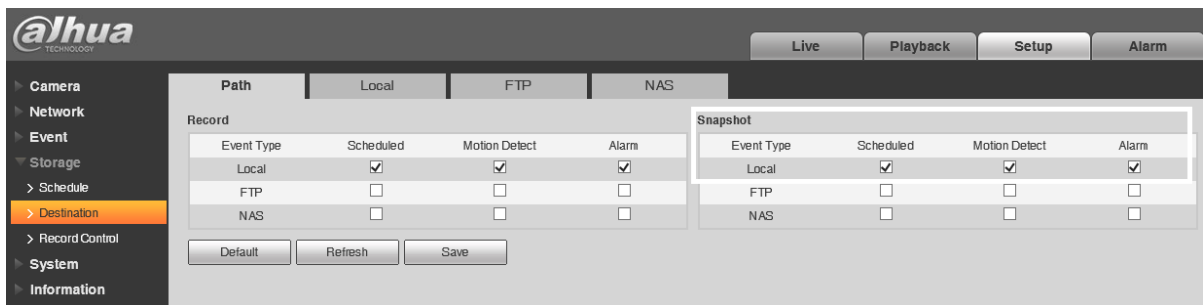 alhua
TECHNOLOGY
Live Playback Setup Alarm
Camera
Network
Event
Storage
> Schedule
> Destination
> Record Control
System
Information
Path Local FTP NAS
Record
Event Type Scheduled Motion Detect Alarm
Local
FTP
NAS
Snapshot
Event Type Scheduled Motion Detect Alarm
Local
FTP
NAS
Default Refresh Save